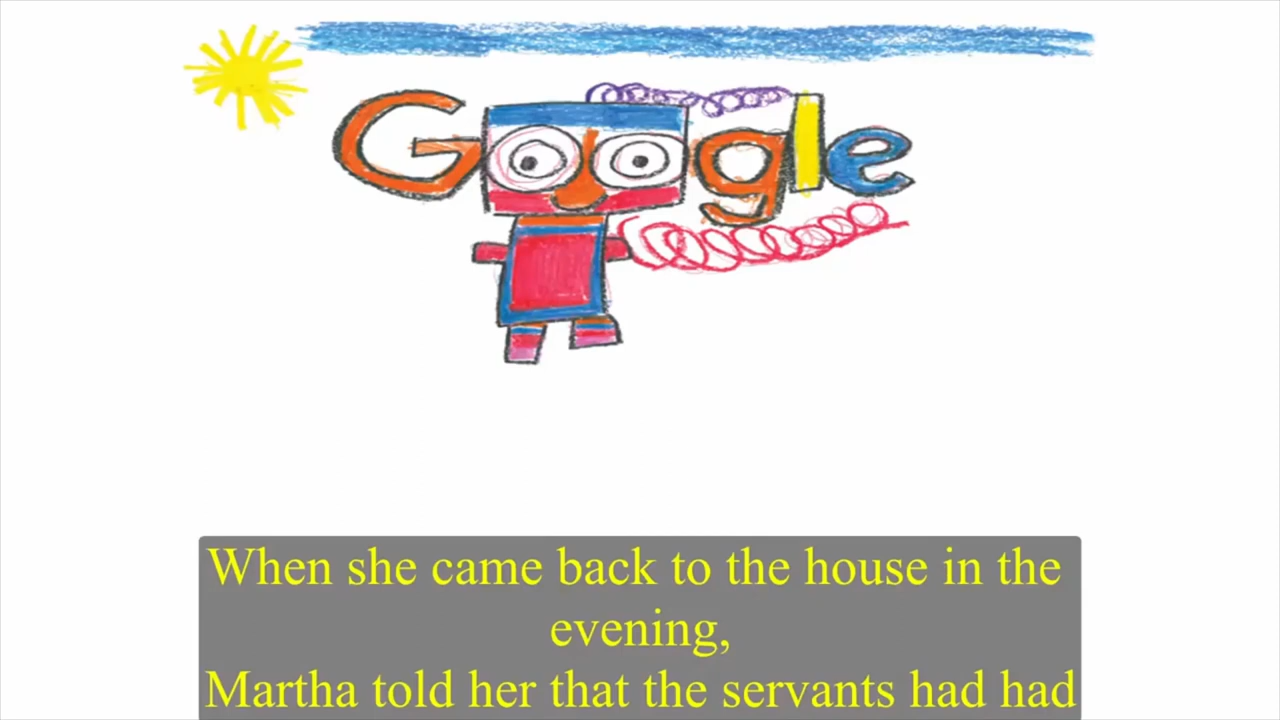 Google
When she came back to the house in the
evening,
Martha told her that the servants had had